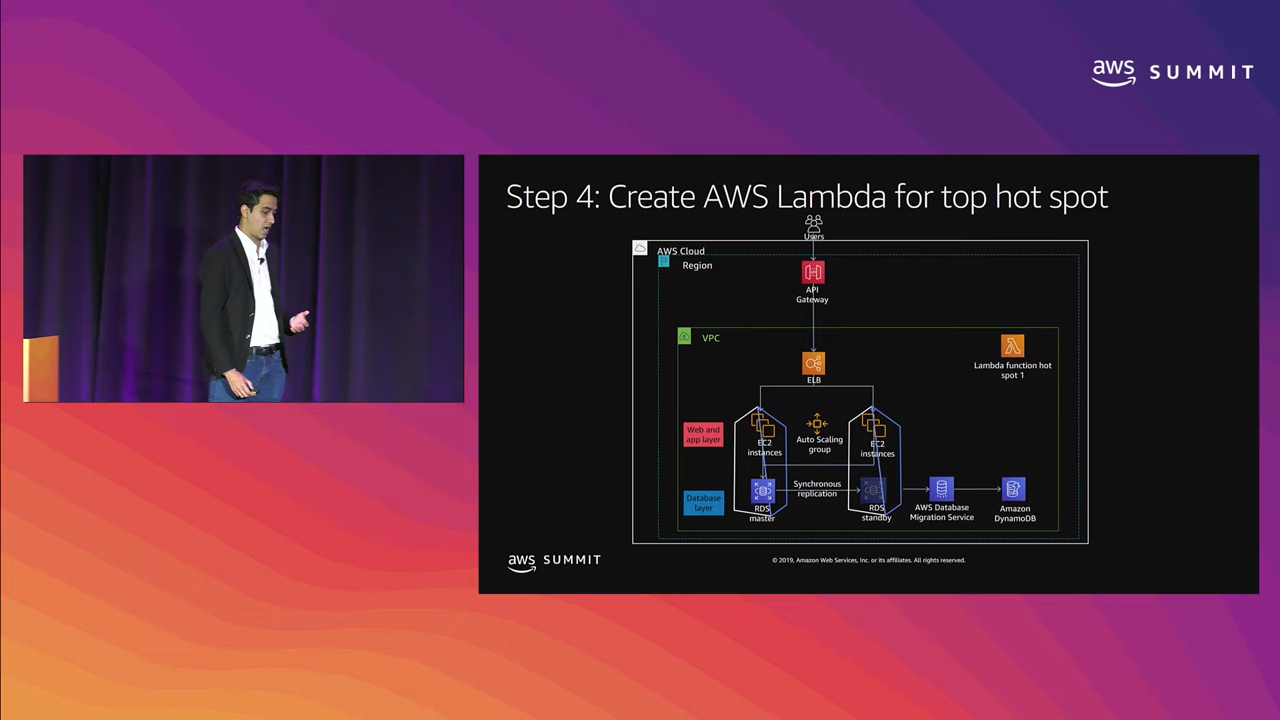 aws SUMMIT
Step 4: Create AWS Lambda for top hot spot
Users
AWS Cloud
Region
API
Gateway
VPC
ELB
Lambda function hot
spot 1
Web and
app layer
EC2
instances
Auto Scaling
group
EC2
instances
Database
layer
RDS
master
Synchronous
replication
RDS
standby
AWS Database
Migration Service
Amazon
DynamoDB
aws SUMMIT
© 2019, Amazon Web Services, Inc. or its affiliates. All rights reserved.